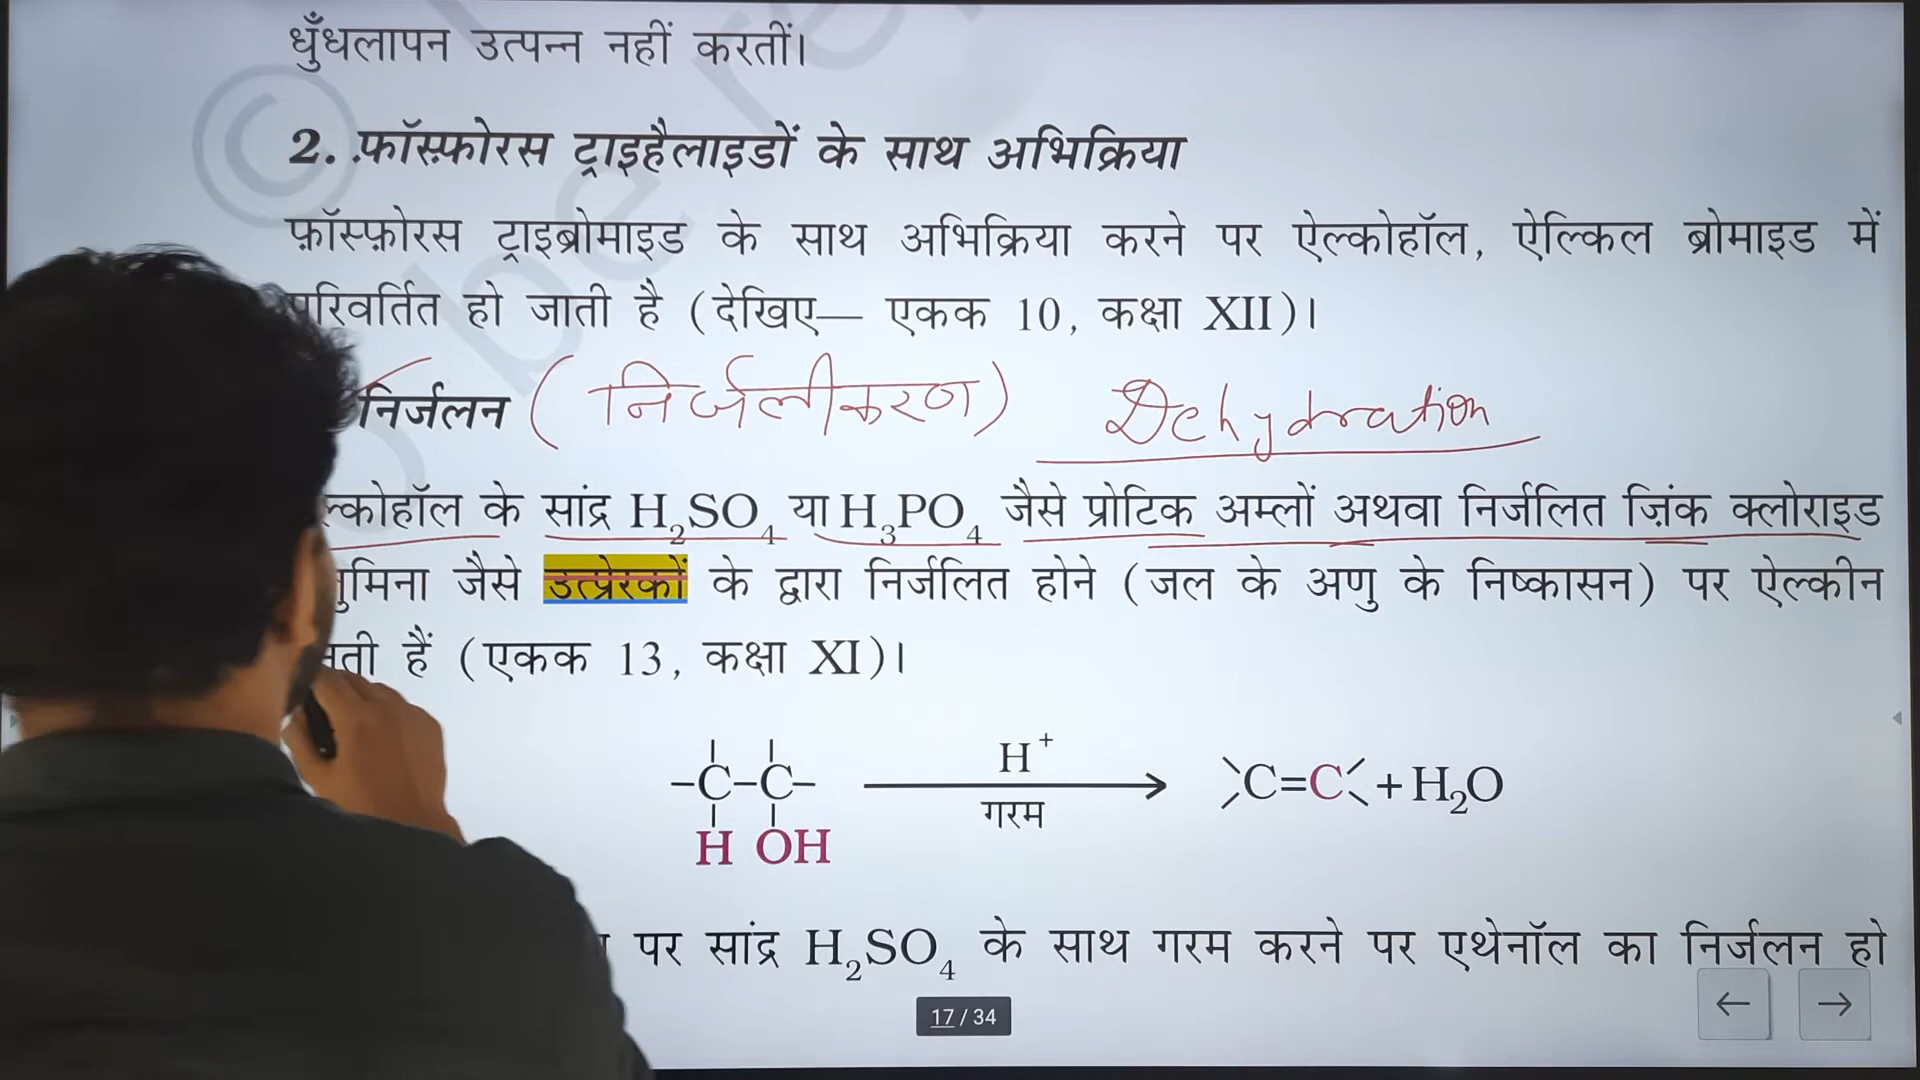 धुँधलापन उत्पन्न नहीं करतीं।
2. फ़ॉस्फ़ोरस ट्राइहैलाइडों के साथ अभिक्रिया
फ़ॉस्फ़ोरस ट्राइब्रोमाइड के साथ अभिक्रिया करने पर ऐल्कोहॉल, ऐल्किल ब्रोमाइड में
परिवर्तित हो जाती है (देखिए— एकक 10, कक्षा XII)।
निर्जलन ( निर्जलीकरण) Dehydration
ल्कोहॉल के सांद्र H₂SO₄ या H₃PO₄ जैसे प्रोटिक अम्लों अथवा निर्जलित ज़िंक क्लोराइड
ुमिना जैसे उत्प्रेरकों के द्वारा निर्जलित होने (जल के अणु के निष्कासन) पर ऐल्कीन
ती हैं (एकक 13, कक्षा XI)।
–C–C– H⁺ गरम → >C=C< + H₂O
H OH
पर सांद्र H₂SO₄ के साथ गरम करने पर एथेनॉल का निर्जलन हो
17 / 34